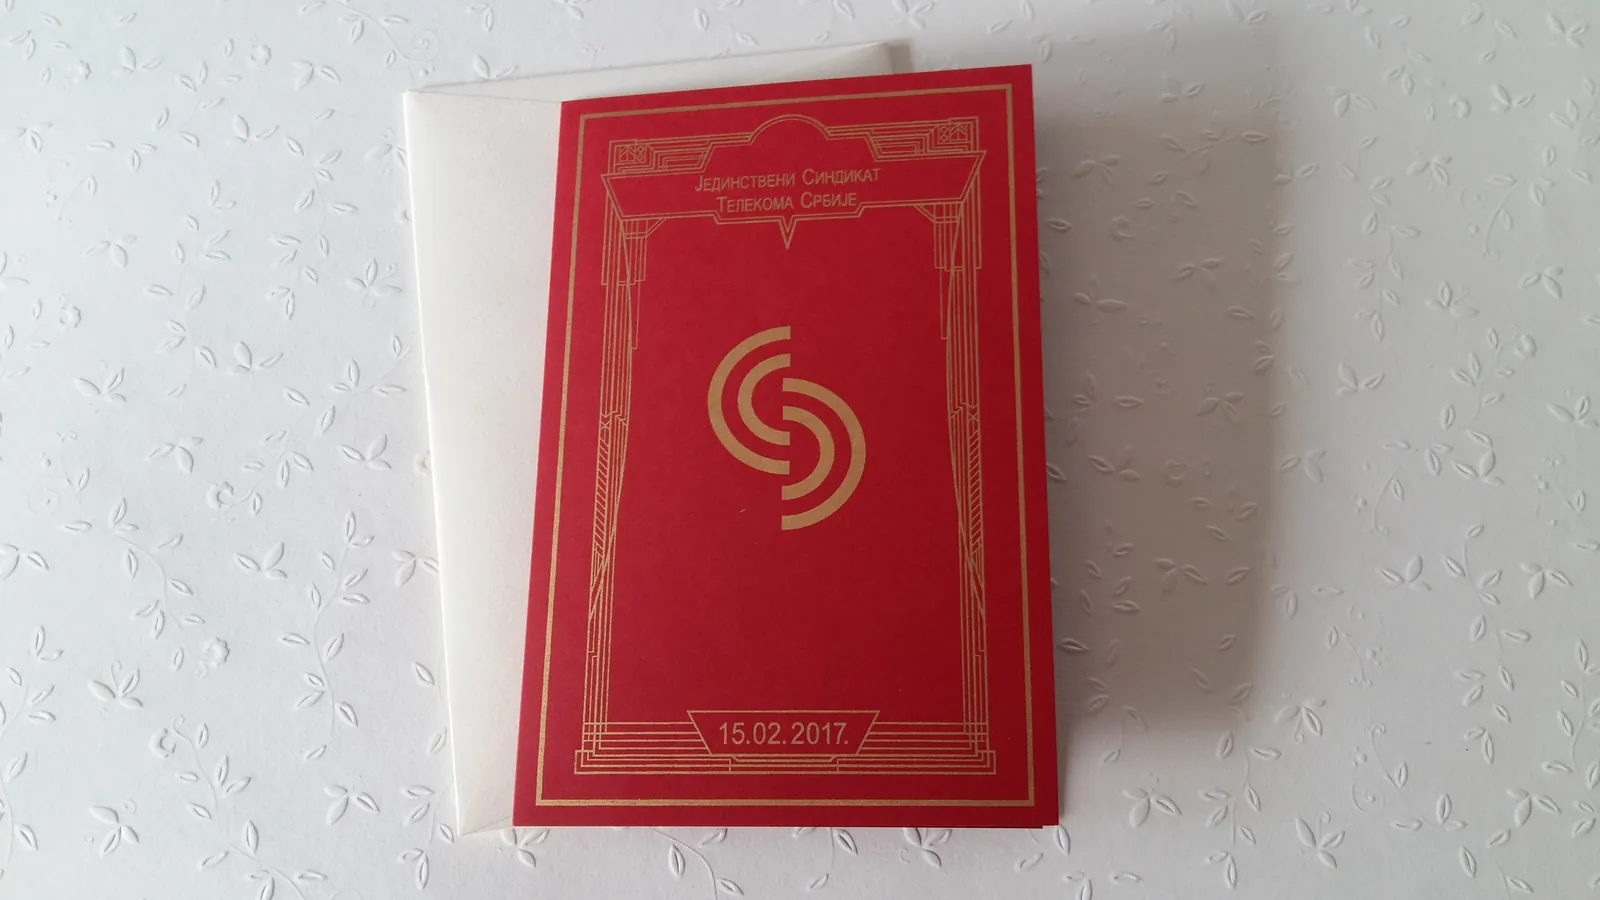 Јединствени Синдикат
Телекома Србије
15.02.2017.